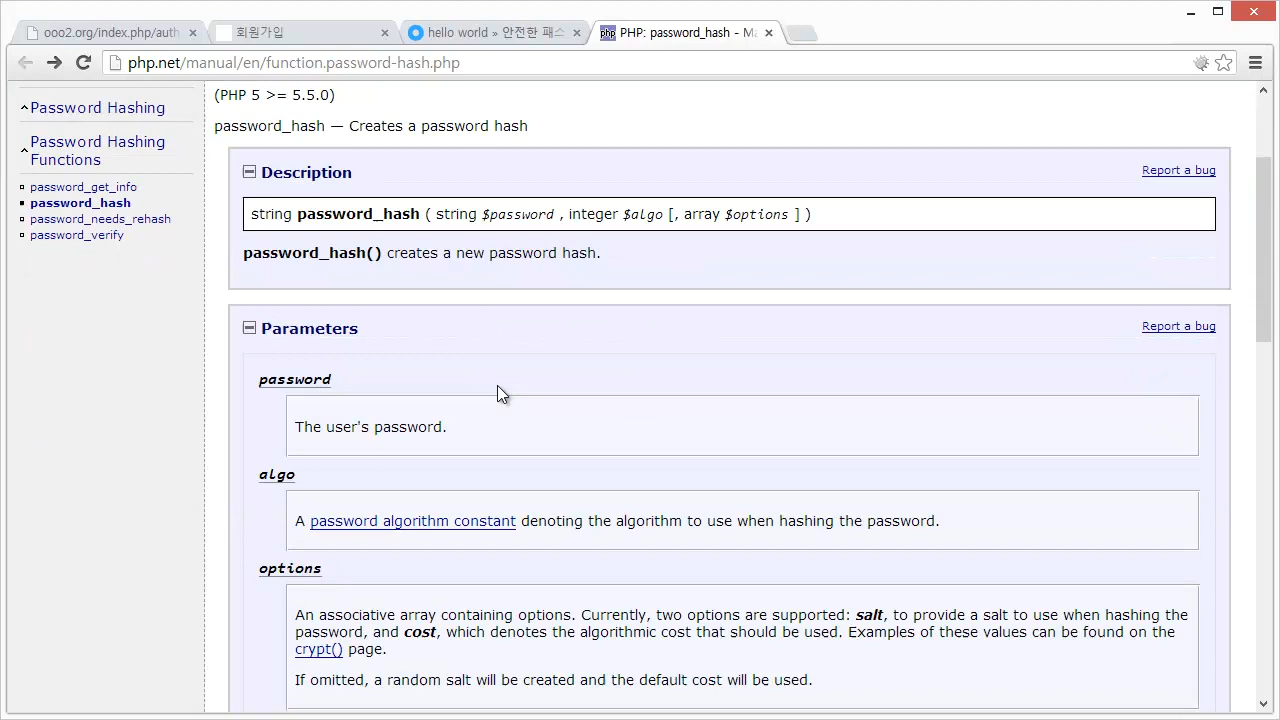 ooo2.org/index.php/auth
회원가입
hello world » 안전한 패스
php PHP: password_hash - Ma
php.net/manual/en/function.password-hash.php
Password Hashing
Password Hashing
Functions
password_get_info
password_hash
password_needs_rehash
password_verify
(PHP 5 >= 5.5.0)
password_hash — Creates a password hash
Description
Report a bug
string password_hash ( string $password , integer $algo [, array $options ] )
password_hash() creates a new password hash.
Parameters
Report a bug
password
The user's password.
algo
A password algorithm constant denoting the algorithm to use when hashing the password.
options
An associative array containing options. Currently, two options are supported: salt, to provide a salt to use when hashing the
password, and cost, which denotes the algorithmic cost that should be used. Examples of these values can be found on the
crypt() page.
If omitted, a random salt will be created and the default cost will be used.